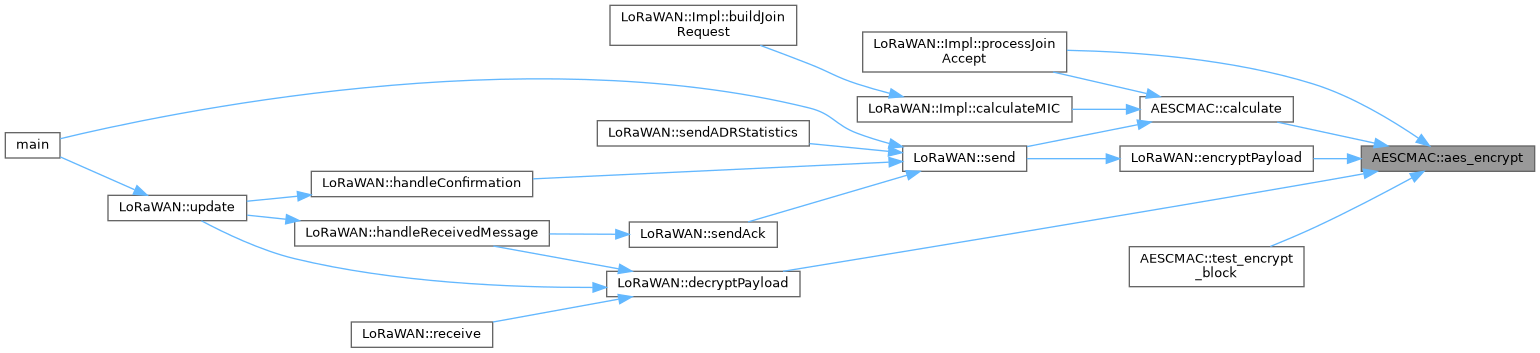 LoRaWAN::Impl::buildJoin
Request
LoRaWAN::Impl::processJoin
Accept
LoRaWAN::Impl::calculateMIC
AESCMAC::calculate
main
LoRaWAN::sendADRStatistics
LoRaWAN::send
LoRaWAN::encryptPayload
AESCMAC::aes_encrypt
LoRaWAN::handleConfirmation
LoRaWAN::update
LoRaWAN::handleReceivedMessage
LoRaWAN::sendAck
AESCMAC::test_encrypt
_block
LoRaWAN::decryptPayload
LoRaWAN::receive